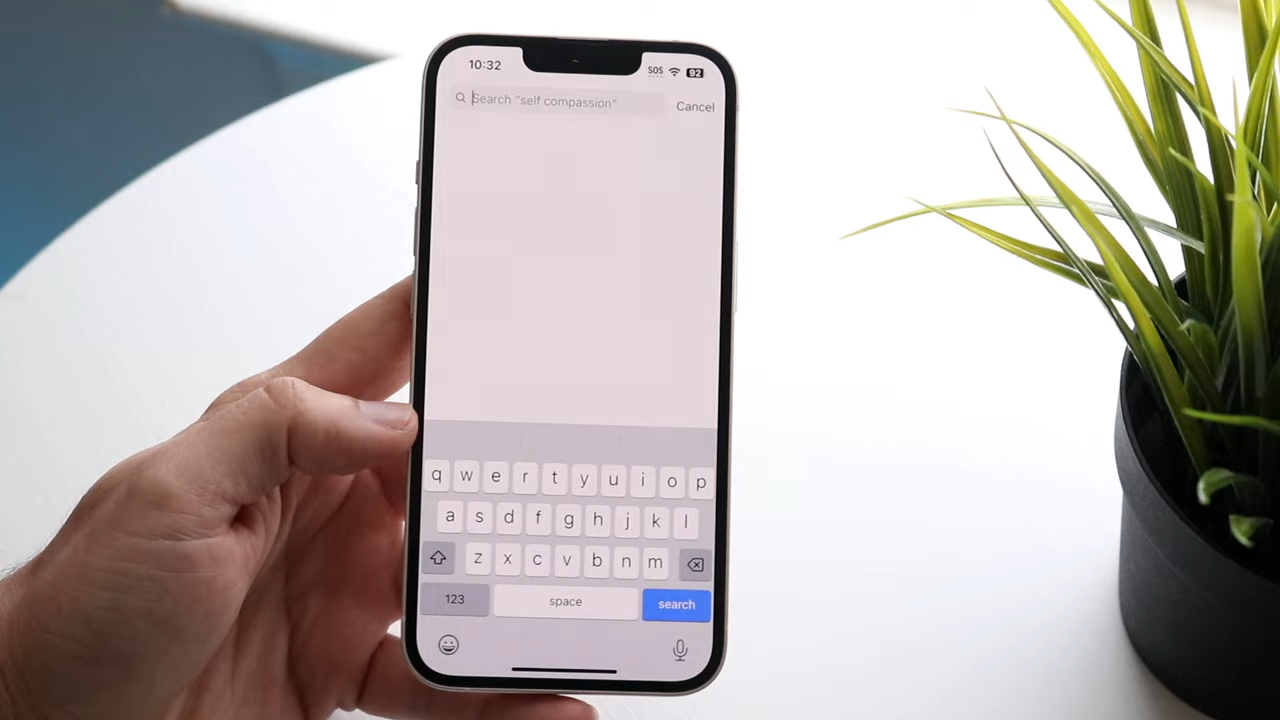 10:32 SOS 92
Search "self compassion" Cancel
q w e r t y u i o p
a s d f g h j k l
z x c v b n m
123 space search